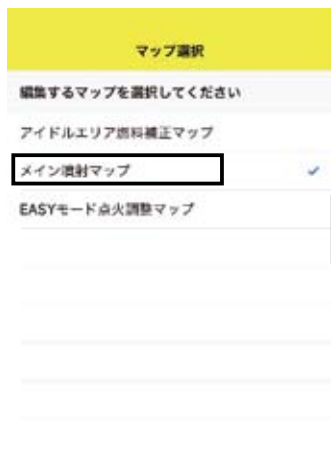 マップ選択
編集するマップを選択してください
アイドルエリア燃料補正マップ
メイン噴射マップ
EASYモード点火調整マップ